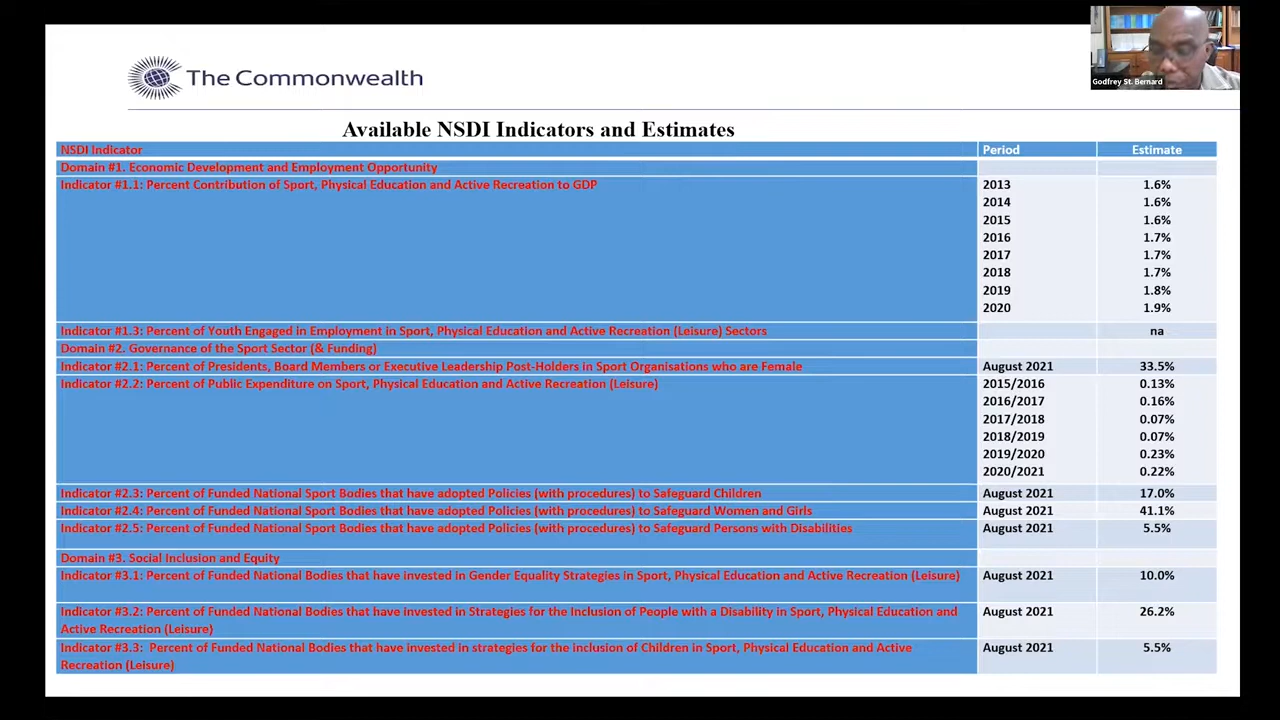 Godfrey St. Bernard
The Commonwealth
Available NSDI Indicators and Estimates
NSDI Indicator Period Estimate
Domain #1. Economic Development and Employment Opportunity
Indicator #1.1: Percent Contribution of Sport, Physical Education and Active Recreation to GDP 2013 1.6%
2014 1.6%
2015 1.6%
2016 1.7%
2017 1.7%
2018 1.7%
2019 1.8%
2020 1.9%
Indicator #1.3: Percent of Youth Engaged in Employment in Sport, Physical Education and Active Recreation (Leisure) Sectors na
Domain #2. Governance of the Sport Sector (& Funding)
Indicator #2.1: Percent of Presidents, Board Members or Executive Leadership Post-Holders in Sport Organisations who are Female August 2021 33.5%
Indicator #2.2: Percent of Public Expenditure on Sport, Physical Education and Active Recreation (Leisure) 2015/2016 0.13%
2016/2017 0.16%
2017/2018 0.07%
2018/2019 0.07%
2019/2020 0.23%
2020/2021 0.22%
Indicator #2.3: Percent of Funded National Sport Bodies that have adopted Policies (with procedures) to Safeguard Children August 2021 17.0%
Indicator #2.4: Percent of Funded National Sport Bodies that have adopted Policies (with procedures) to Safeguard Women and Girls August 2021 41.1%
Indicator #2.5: Percent of Funded National Sport Bodies that have adopted Policies (with procedures) to Safeguard Persons with Disabilities August 2021 5.5%
Domain #3. Social Inclusion and Equity
Indicator #3.1: Percent of Funded National Bodies that have invested in Gender Equality Strategies in Sport, Physical Education and Active Recreation (Leisure) August 2021 10.0%
Indicator #3.2: Percent of Funded National Bodies that have invested in Strategies for the Inclusion of People with a Disability in Sport, Physical Education and August 2021 26.2%
Active Recreation (Leisure)
Indicator #3.3: Percent of Funded National Bodies that have invested in strategies for the inclusion of Children in Sport, Physical Education and Active August 2021 5.5%
Recreation (Leisure)